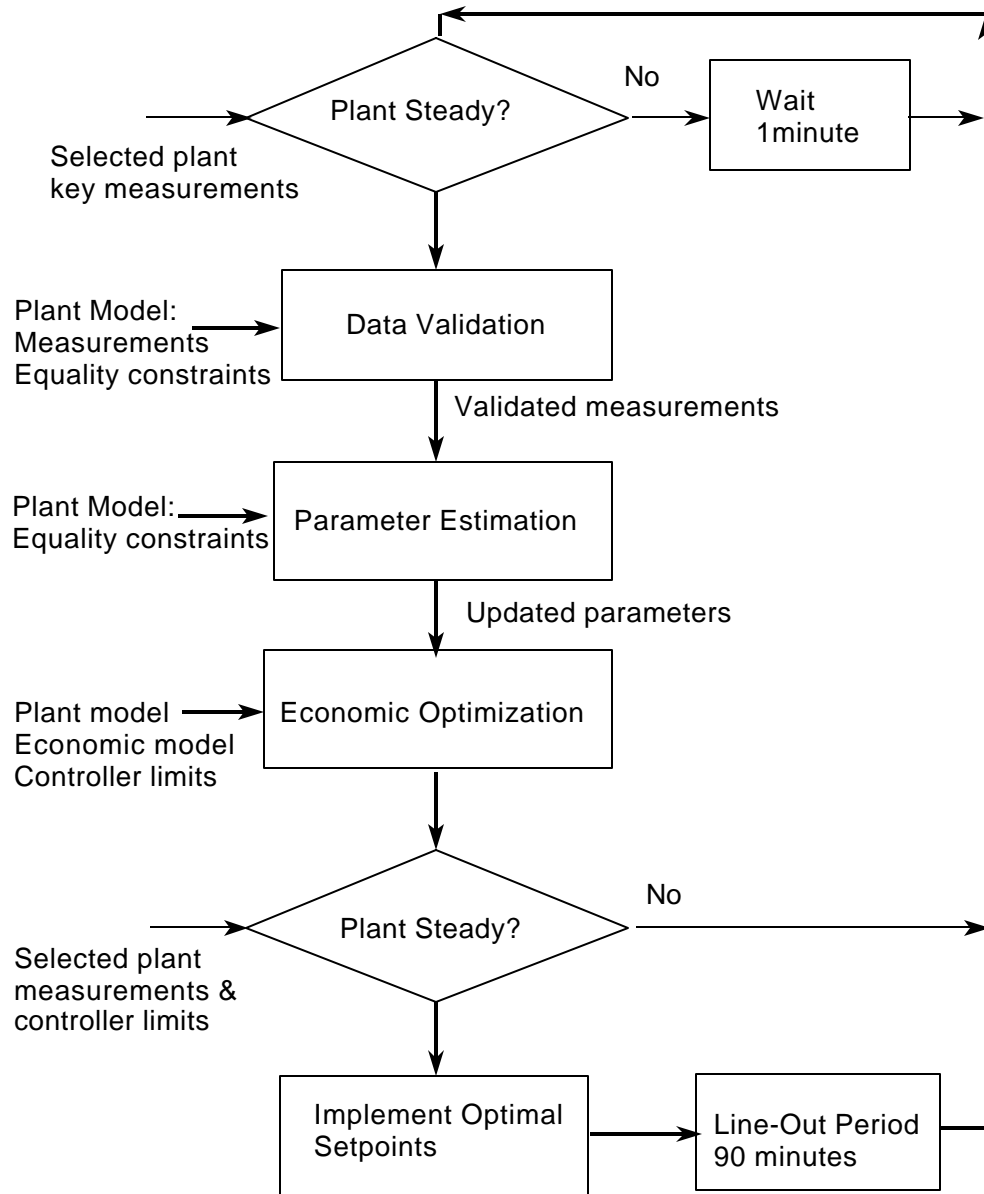 No
Plant Steady?
Wait
1minute
Selected plant
key measurements
Plant Model:
Measurements
Equality constraints
Data Validation
Validated measurements
Plant Model:
Equality constraints
Parameter Estimation
Updated parameters
Plant model
Economic model
Controller limits
Economic Optimization
No
Plant Steady?
Selected plant
measurements &
controller limits
Implement Optimal
Setpoints
Line-Out Period
90 minutes